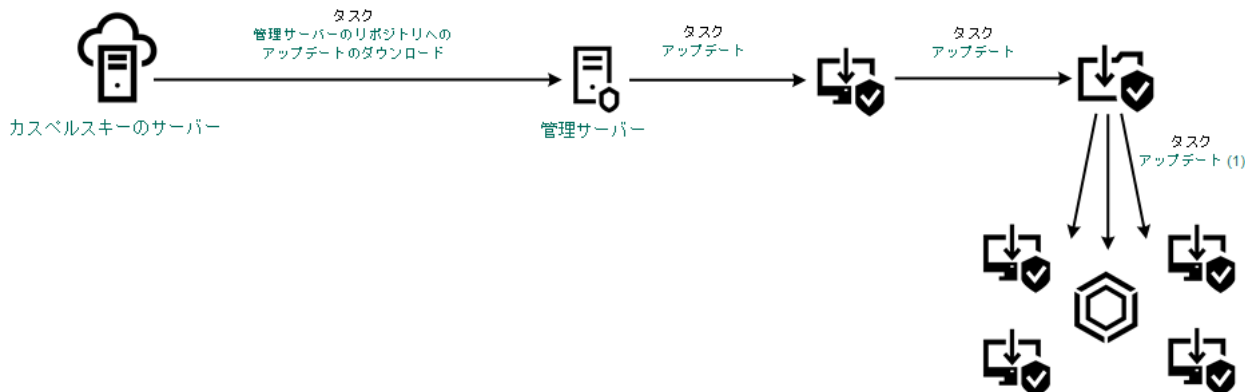 タスク
管理サーバーのリポジトリへの
アップデートのダウンロード
タスク
アップデート
タスク
アップデート
カスペルスキーのサーバー
管理サーバー
タスク
アップデート (1)